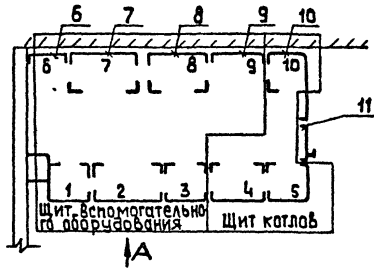 6 7 8 9 10
6 7 8 9 10
11
1 2 3 4 5
Щит вспомогательно
го оборудования
Щит котлов
А